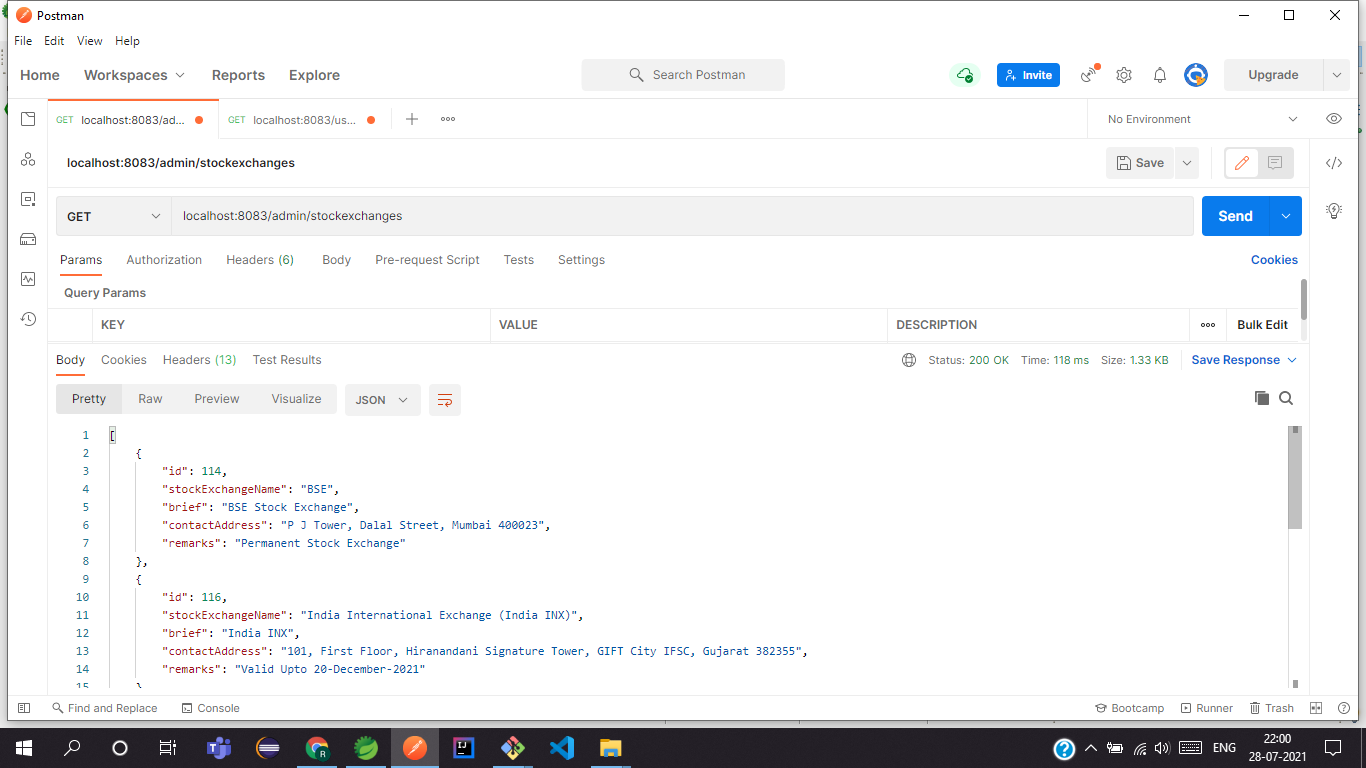 Postman
File Edit View Help
Home Workspaces Reports Explore Search Postman Invite Upgrade
GET localhost:8083/ad... GET localhost:8083/us... No Environment
localhost:8083/admin/stockexchanges Save
GET localhost:8083/admin/stockexchanges Send
Params Authorization Headers (6) Body Pre-request Script Tests Settings Cookies
Query Params
KEY VALUE DESCRIPTION Bulk Edit
Body Cookies Headers (13) Test Results Status: 200 OK Time: 118 ms Size: 1.33 KB Save Response
Pretty Raw Preview Visualize JSON
1 [
2 {
3 "id": 114,
4 "stockExchangeName": "BSE",
5 "brief": "BSE Stock Exchange",
6 "contactAddress": "P J Tower, Dalal Street, Mumbai 400023",
7 "remarks": "Permanent Stock Exchange"
8 },
9 {
10 "id": 116,
11 "stockExchangeName": "India International Exchange (India INX)",
12 "brief": "India INX",
13 "contactAddress": "101, First Floor, Hiranandani Signature Tower, GIFT City IFSC, Gujarat 382355",
14 "remarks": "Valid Upto 20-December-2021"
15 }
Find and Replace Console Bootcamp Runner Trash
ENG 22:00
28-07-2021